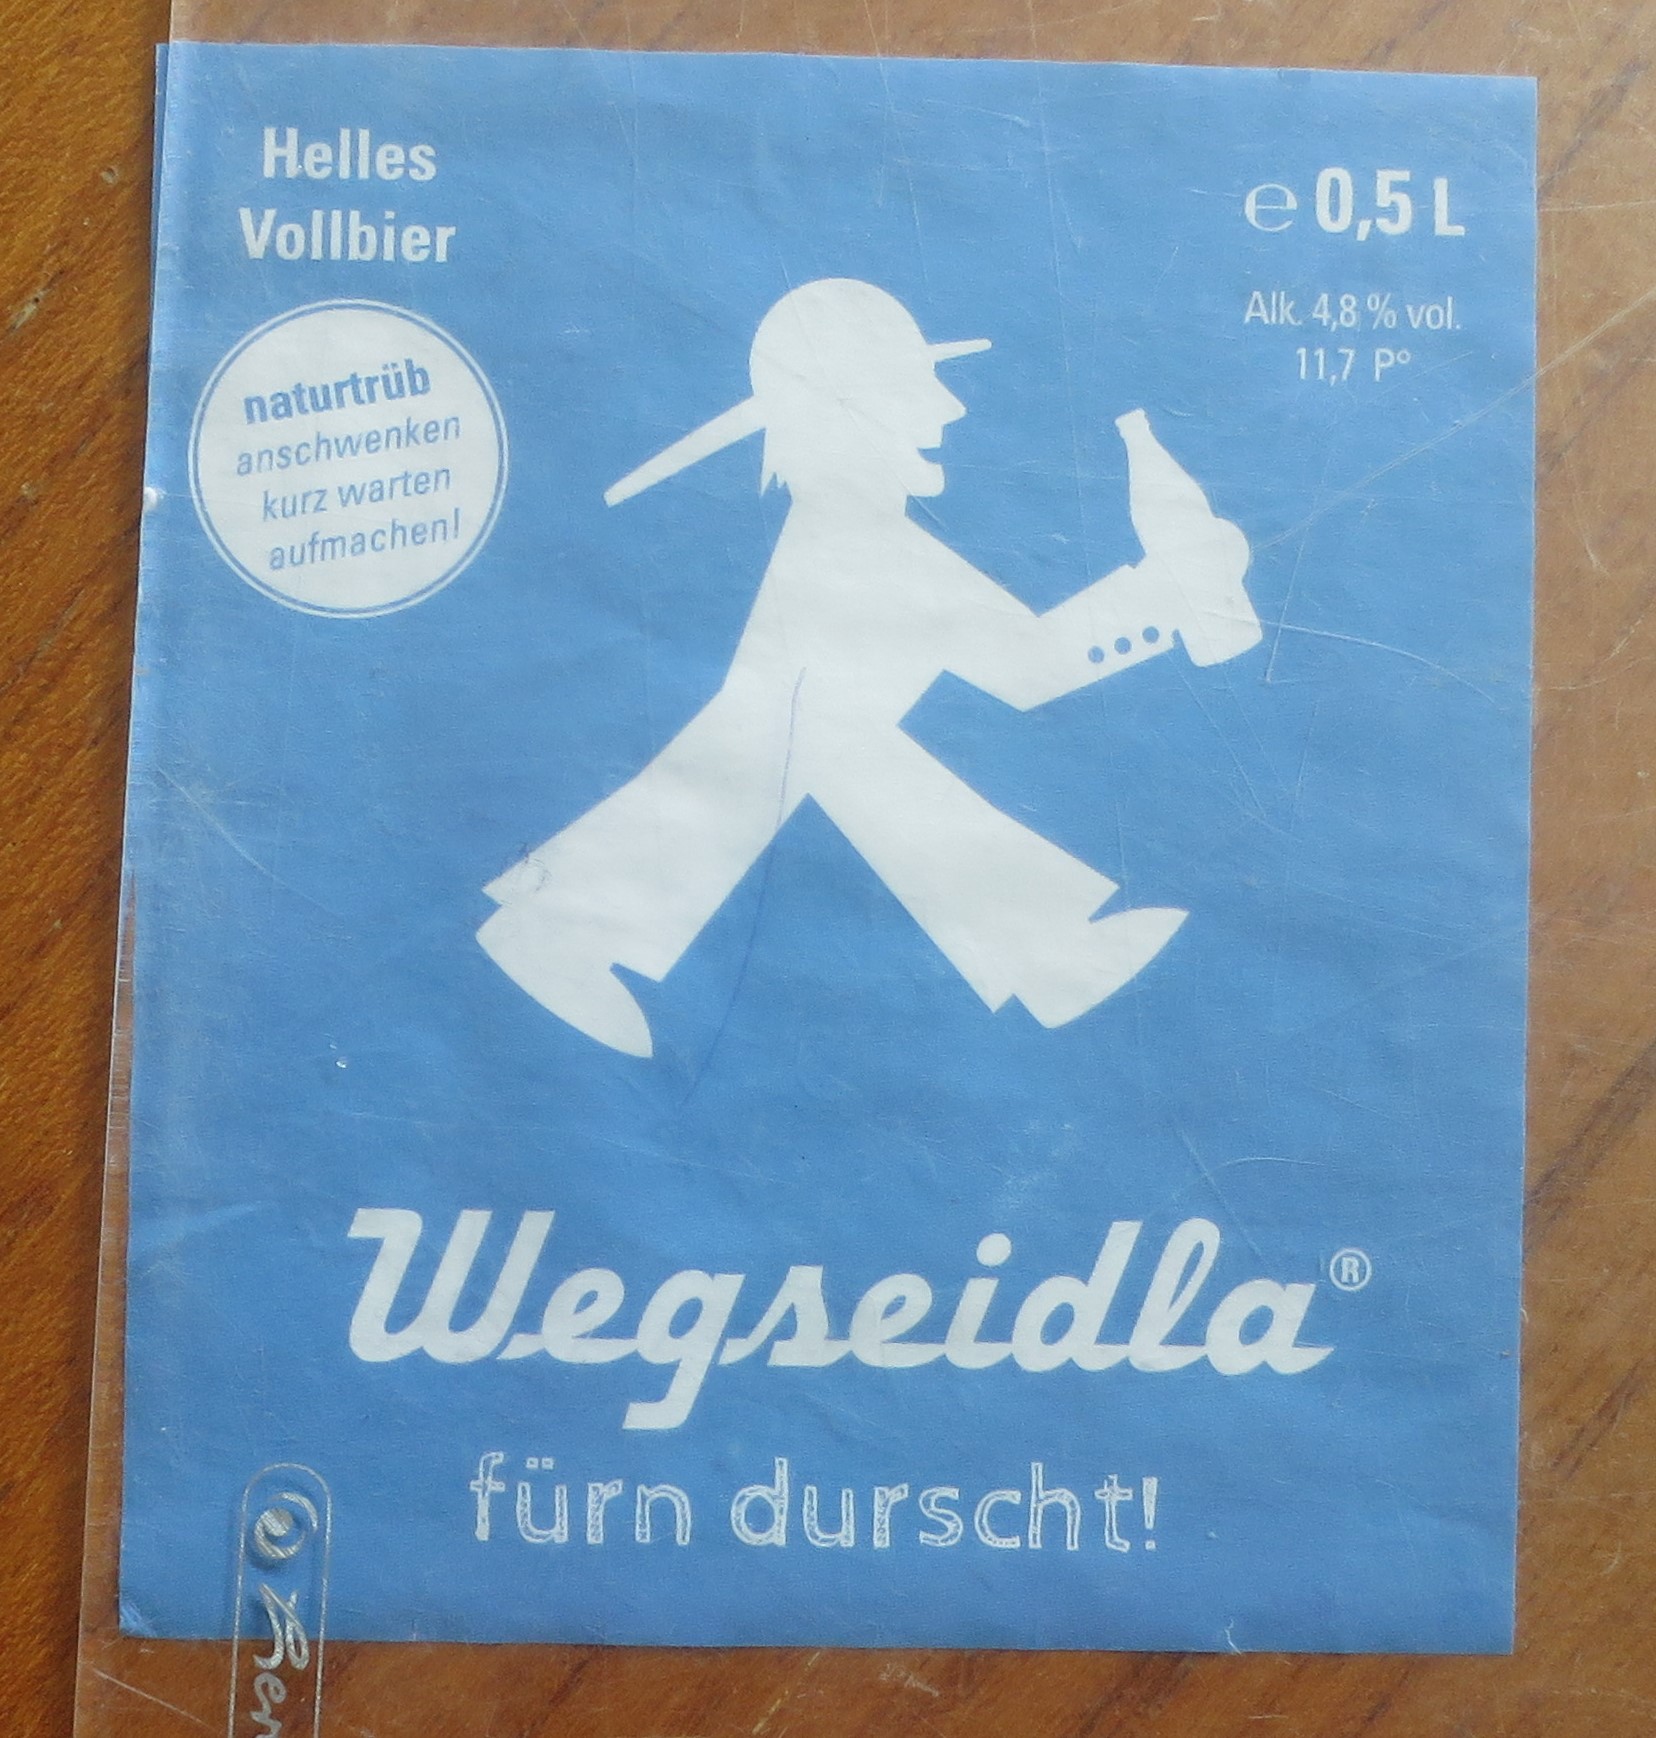 Helles
Vollbier
naturtrüb
anschwenken
kurz warten
aufmachen!
℮ 0,5 L
Alk. 4,8 % vol.
11,7 P°
Wegseidla®
fürn durscht!